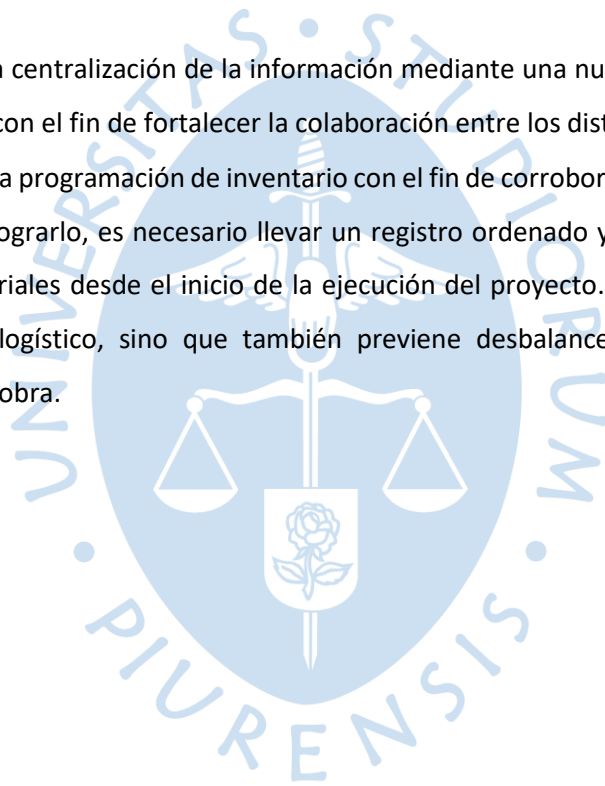 centralización de la información mediante una nu
con el fin de fortalecer la colaboración entre los dist
a programación de inventario con el fin de corrobor
ograrlo, es necesario llevar un registro ordenado y
riales desde el inicio de la ejecución del proyecto.
logístico, sino que también previene desbalance
obra.
UNIVERSITAS • STUDIORUM • PIURENSIS •